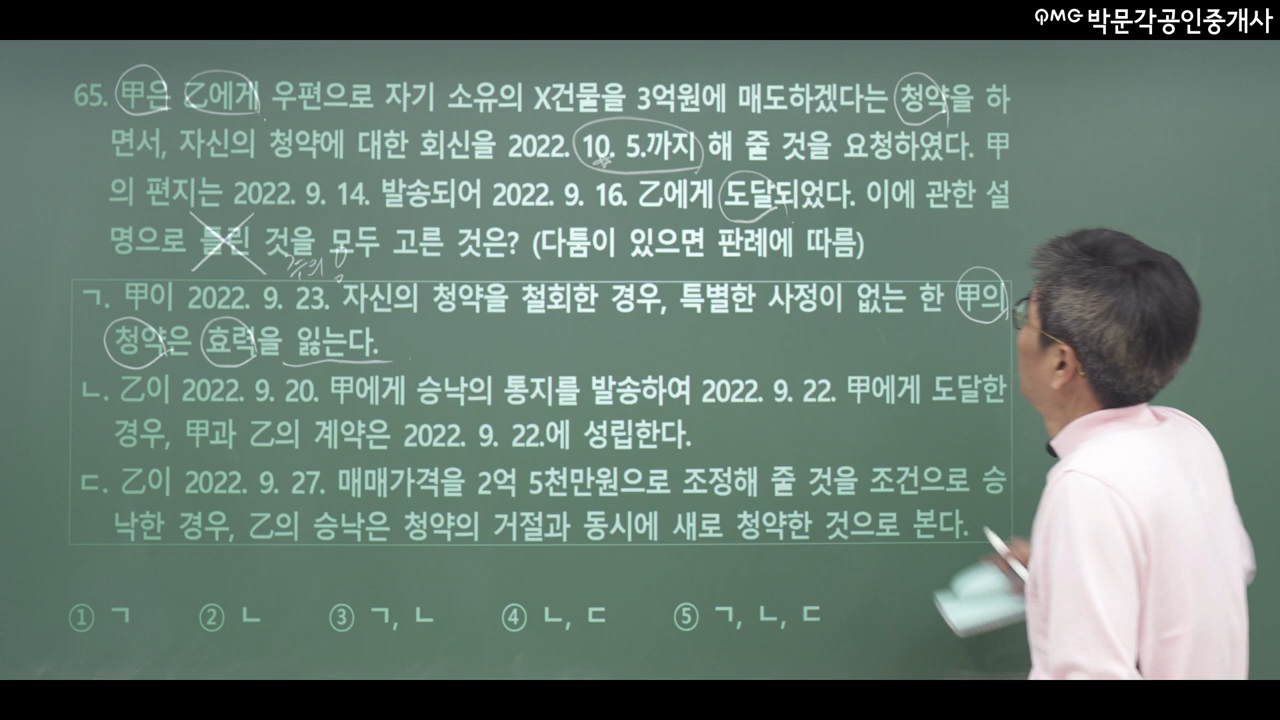 QMG 박문각공인중개사
65. 甲은 乙에게 우편으로 자기 소유의 X건물을 3억원에 매도하겠다는 청약을 하
면서, 자신의 청약에 대한 회신을 2022. 10. 5.까지 해 줄 것을 요청하였다. 甲
의 편지는 2022. 9. 14. 발송되어 2022. 9. 16. 乙에게 도달되었다. 이에 관한 설
명으로 틀린 것을 모두 고른 것은? (다툼이 있으면 판례에 따름)
ㄱ. 甲이 2022. 9. 23. 자신의 청약을 철회한 경우, 특별한 사정이 없는 한 甲의
청약은 효력을 잃는다.
ㄴ. 乙이 2022. 9. 20. 甲에게 승낙의 통지를 발송하여 2022. 9. 22. 甲에게 도달한
경우, 甲과 乙의 계약은 2022. 9. 22.에 성립한다.
ㄷ. 乙이 2022. 9. 27. 매매가격을 2억 5천만원으로 조정해 줄 것을 조건으로 승
낙한 경우, 乙의 승낙은 청약의 거절과 동시에 새로 청약한 것으로 본다.
① ㄱ ② ㄴ ③ ㄱ, ㄴ ④ ㄴ, ㄷ ⑤ ㄱ, ㄴ, ㄷ